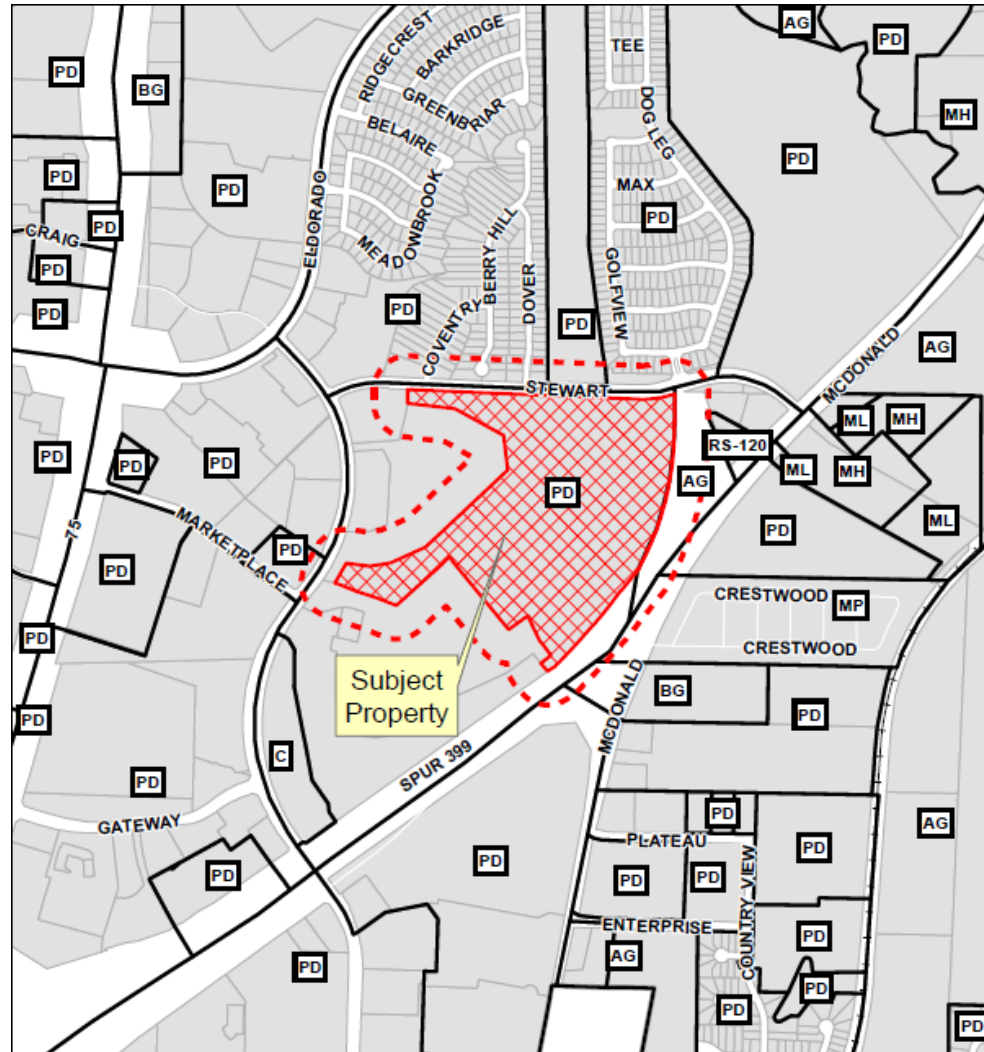 AG
PD
PD
BG
MH
TEE
RIDGECREST
BARKRIDGE
GREENBRIAR
BELAIRE
DOG LEG
PD
PD
PD
MAX
PD
PD
CRAIG
PD
PD
ELDORADO
MEADOWBROOK
BERRY HILL
DOVER
COVENTRY
GOLFVIEW
PD
PD
MCDONALD
AG
STEWART
ML
MH
RS-120
ML
MH
PD
PD
PD
PD
AG
ML
75
MARKETPLACE
PD
PD
PD
CRESTWOOD
MP
CRESTWOOD
PD
Subject
Property
BG
PD
PD
MCDONALD
SPUR 399
C
PD
GATEWAY
PD
PD
PLATEAU
PD
AG
PD
PD
PD
COUNTRY VIEW
ENTERPRISE
PD
AG
PD
PD
PD
PD